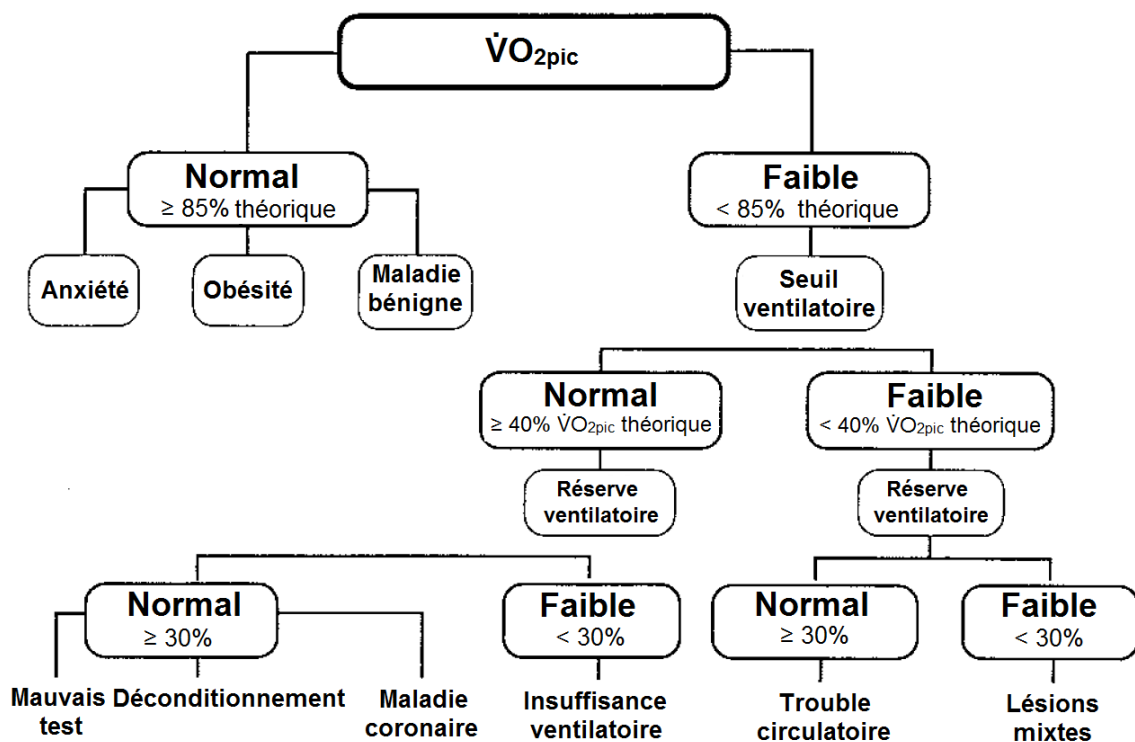 V̇O₂pic
Normal
≥ 85% théorique
Faible
< 85% théorique
Anxiété
Obésité
Maladie
bénigne
Seuil
ventilatoire
Normal
≥ 40% V̇O₂pic théorique
Faible
< 40% V̇O₂pic théorique
Réserve
ventilatoire
Réserve
ventilatoire
Normal
≥ 30%
Faible
< 30%
Normal
≥ 30%
Faible
< 30%
Mauvais
test
Déconditionnement
Maladie
coronaire
Insuffisance
ventilatoire
Trouble
circulatoire
Lésions
mixtes